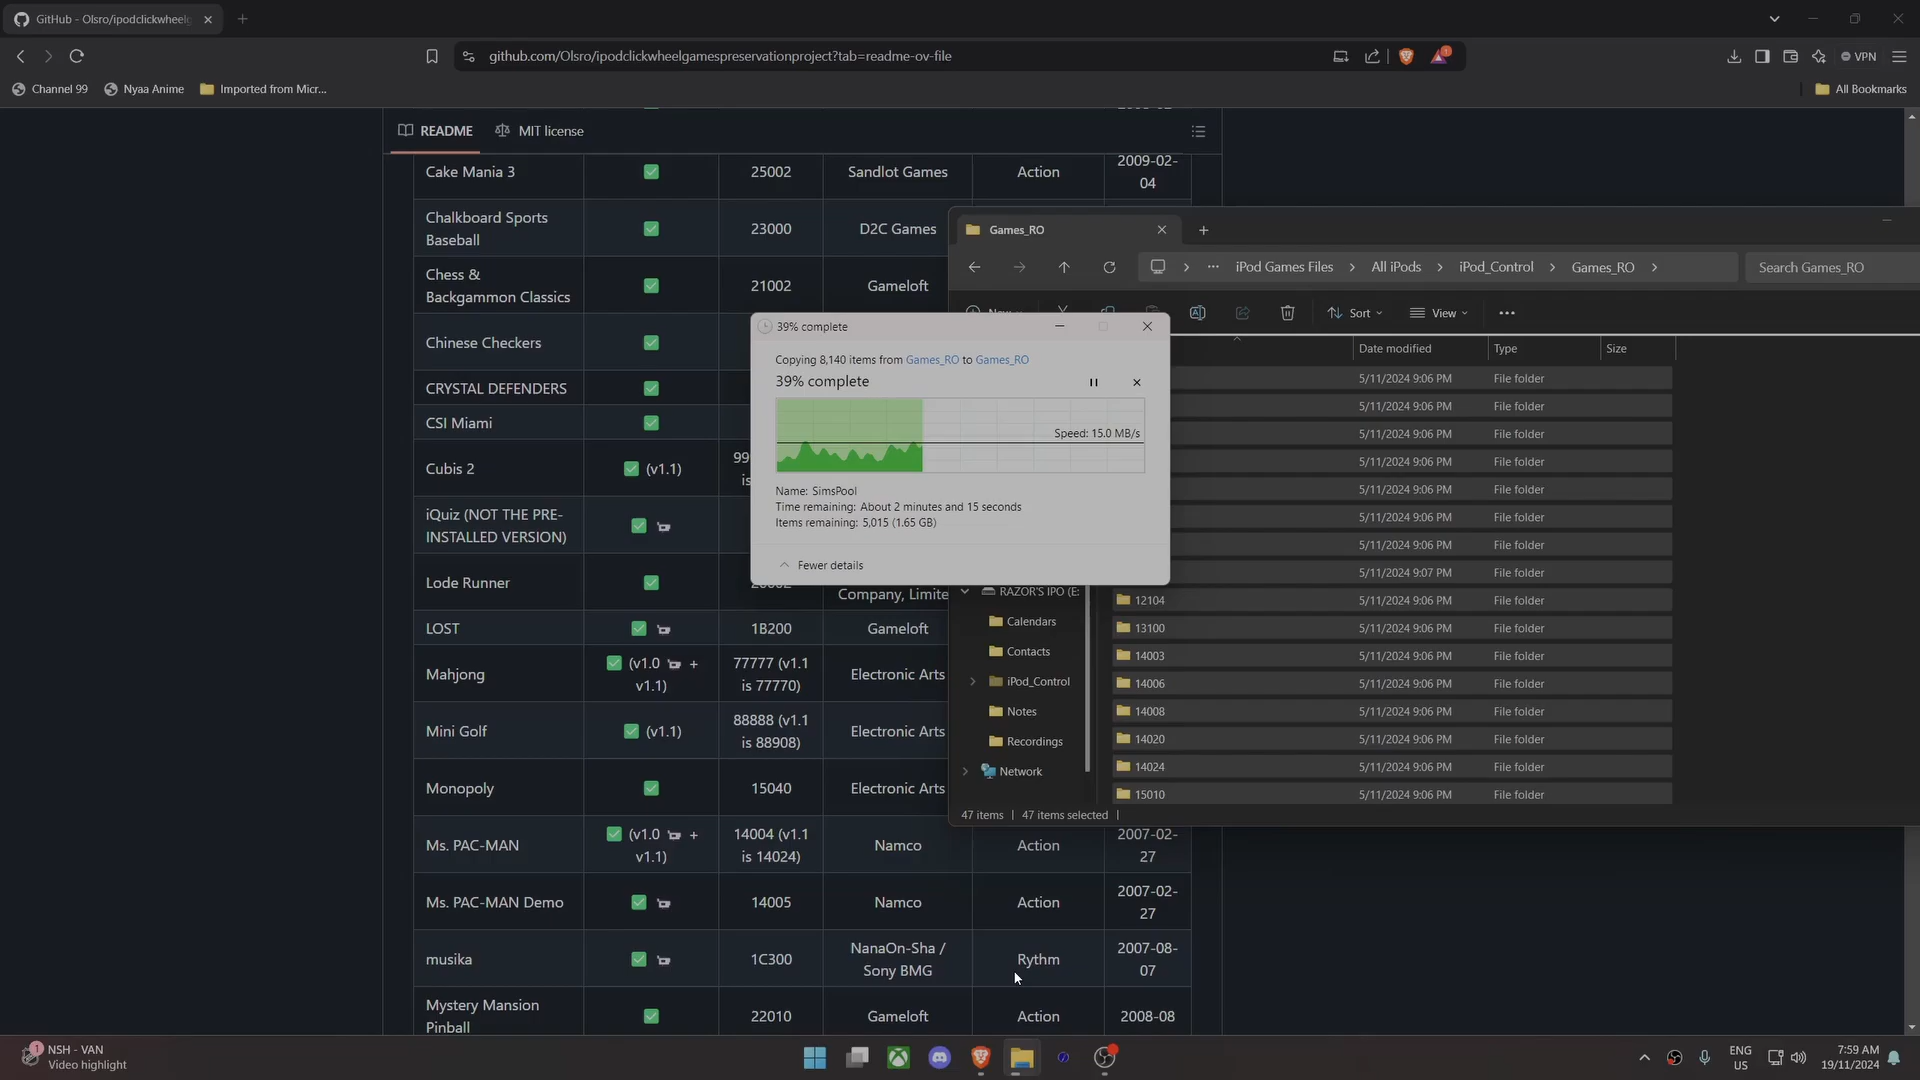 GitHub - Olsro/ipodclickwheelg
github.com/Olsro/ipodclickwheelgamespreservationproject?tab=readme-ov-file
1
VPN
Channel 99
Nyaa Anime
Imported from Micr...
All Bookmarks
README
MIT license
Cake Mania 3
25002
Sandlot Games
Action
2009-02-
04
Chalkboard Sports
Baseball
23000
D2C Games
Chess &
Backgammon Classics
21002
Gameloft
Chinese Checkers
CRYSTAL DEFENDERS
CSI Miami
Cubis 2
(v1.1)
iQuiz (NOT THE PRE-
INSTALLED VERSION)
Lode Runner
Company, Limite
LOST
1B200
Gameloft
Mahjong
(v1.0 +
v1.1)
77777 (v1.1
is 77770)
Electronic Arts
Mini Golf
(v1.1)
88888 (v1.1
is 88908)
Electronic Arts
Monopoly
15040
Electronic Arts
Ms. PAC-MAN
(v1.0 +
v1.1)
14004 (v1.1
is 14024)
Namco
Action
2007-02-
27
Ms. PAC-MAN Demo
14005
Namco
Action
2007-02-
27
musika
1C300
NanaOn-Sha /
Sony BMG
Rythm
2007-08-
07
Mystery Mansion
Pinball
22010
Gameloft
Action
2008-08
Games_RO
iPod Games Files
All iPods
iPod_Control
Games_RO
Search Games_RO
Sort
View
Date modified
Type
Size
5/11/2024 9:06 PM File folder
5/11/2024 9:06 PM File folder
5/11/2024 9:06 PM File folder
5/11/2024 9:06 PM File folder
5/11/2024 9:06 PM File folder
5/11/2024 9:06 PM File folder
5/11/2024 9:06 PM File folder
5/11/2024 9:07 PM File folder
12104 5/11/2024 9:06 PM File folder
13100 5/11/2024 9:06 PM File folder
14003 5/11/2024 9:06 PM File folder
14006 5/11/2024 9:06 PM File folder
14008 5/11/2024 9:06 PM File folder
14020 5/11/2024 9:06 PM File folder
14024 5/11/2024 9:06 PM File folder
15010 5/11/2024 9:06 PM File folder
RAZOR'S IPO (E:
Calendars
Contacts
iPod_Control
Notes
Recordings
Network
47 items
47 items selected
39% complete
Copying 8,140 items from Games_RO to Games_RO
39% complete
Speed: 15.0 MB/s
Name: SimsPool
Time remaining: About 2 minutes and 15 seconds
Items remaining: 5,015 (1.65 GB)
Fewer details
1
NSH - VAN
Video highlight
ENG
US
7:59 AM
19/11/2024